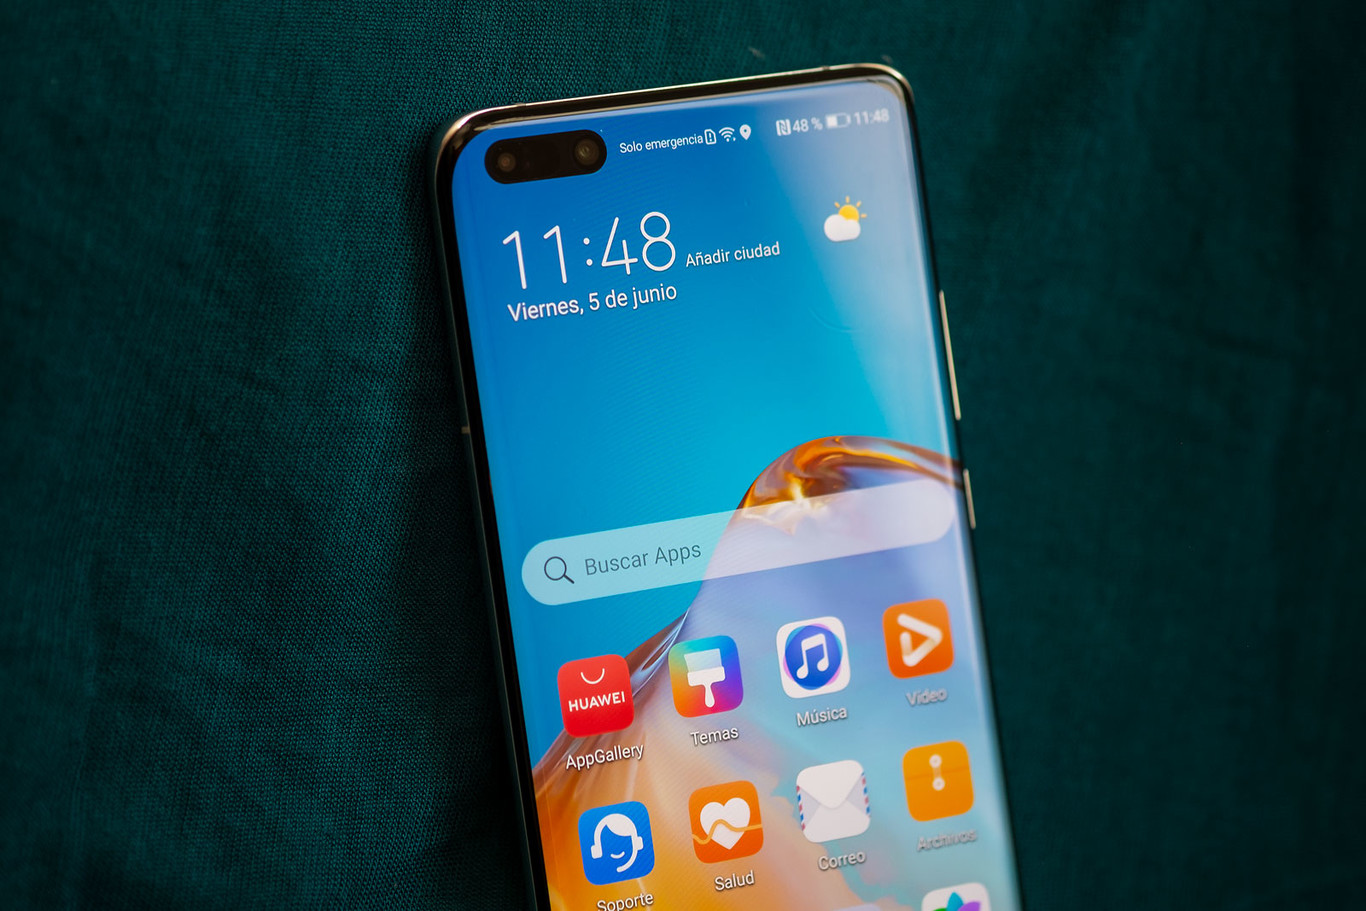 Solo emergencia
48 % 11:48
11:48 Añadir ciudad
Viernes, 5 de junio
Buscar Apps
HUAWEI
AppGallery Temas Música Vídeo
Soporte Salud Correo Archivos